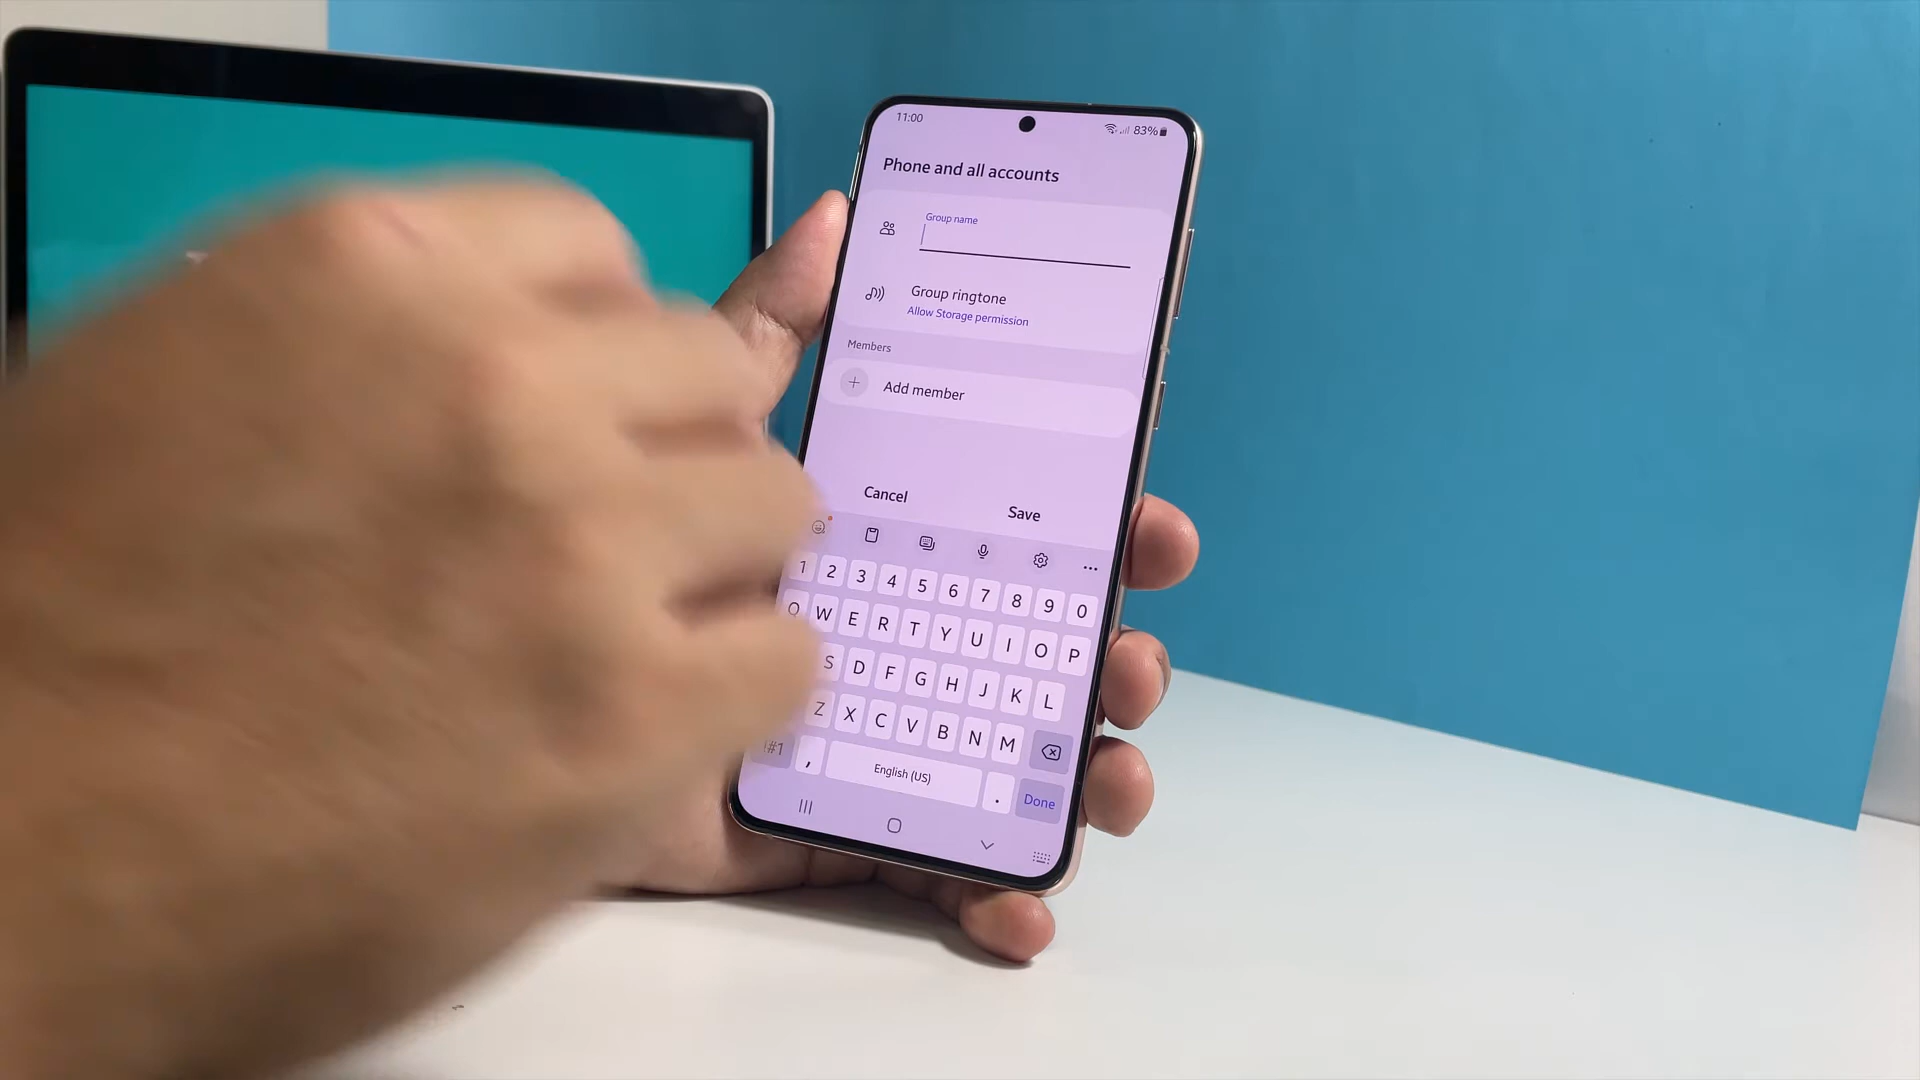 11:00 83%
Phone and all accounts
Group name
Group ringtone
Allow Storage permission
Members
+ Add member
Cancel Save
1 2 3 4 5 6 7 8 9 0
Q W E R T Y U I O P
S D F G H J K L
Z X C V B N M
!#1 , English (US) . Done